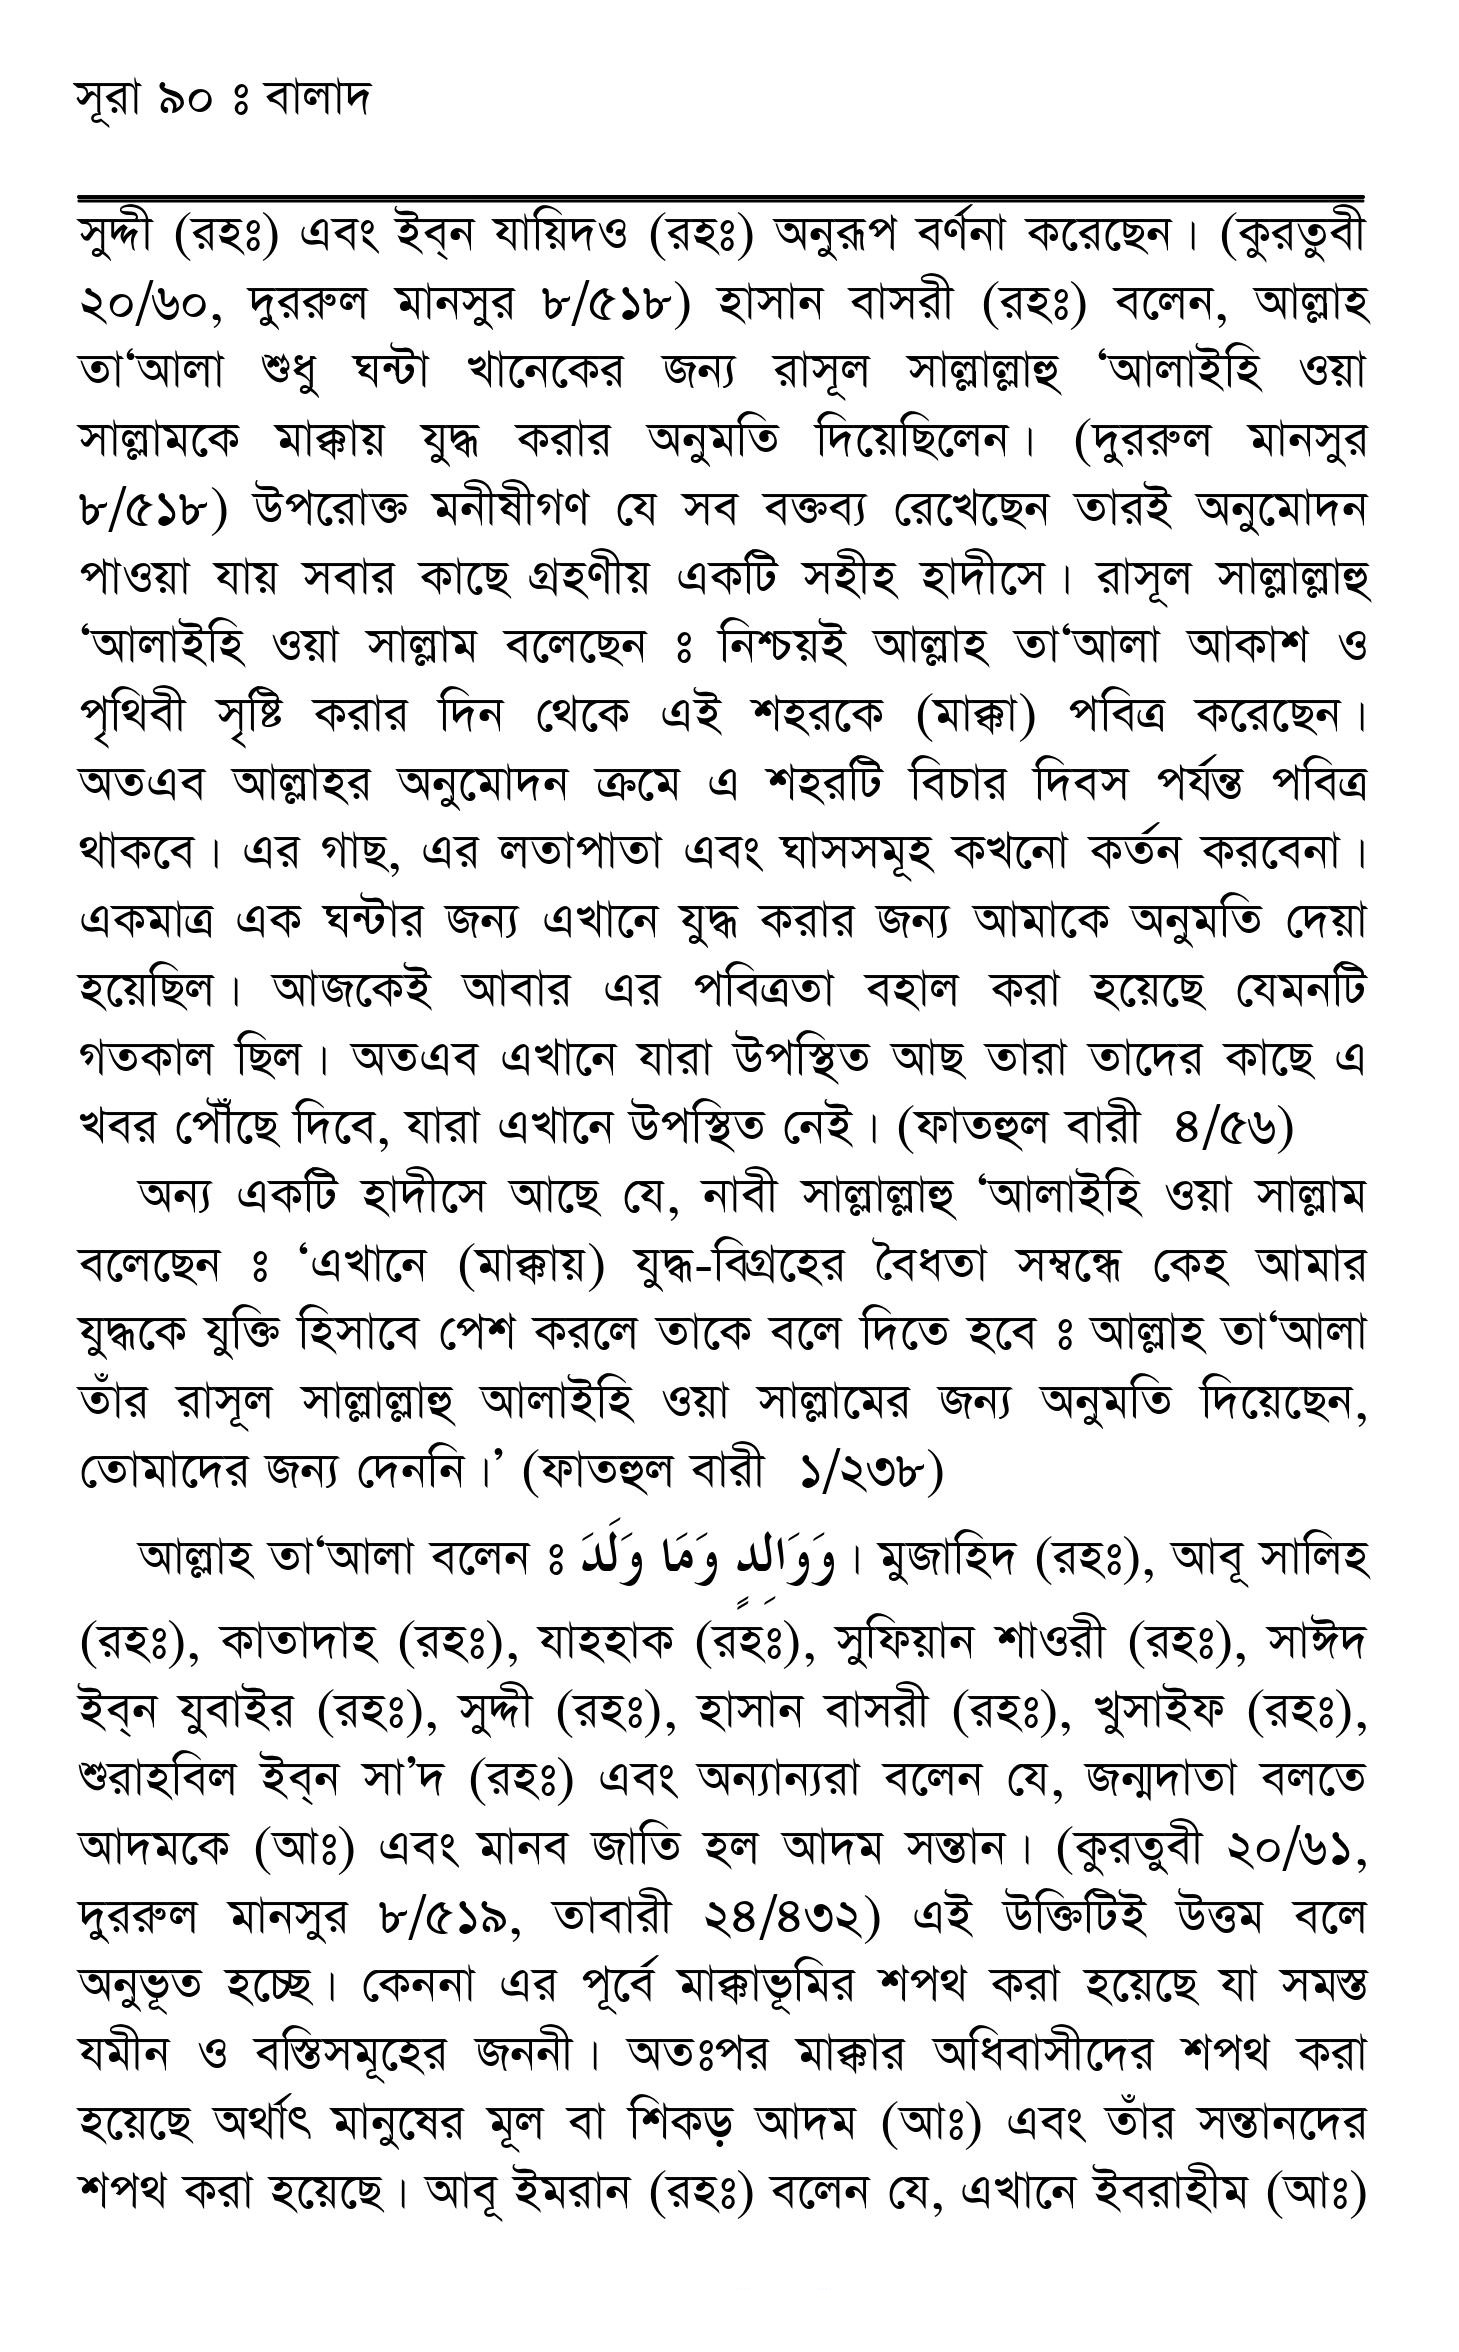 সূরা ৯০ ঃ বালাদ
সুদ্দী (রহঃ) এবং ইব্‌ন যায়িদও (রহঃ) অনুরূপ বর্ণনা করেছেন। (কুরতুবী
২০/৬০, দুররুল মানসুর ৮/৫১৮) হাসান বাসরী (রহঃ) বলেন, আল্লাহ
তা‘আলা শুধু ঘন্টা খানেকের জন্য রাসূল সাল্লাল্লাহু ‘আলাইহি ওয়া
সাল্লামকে মাক্কায় যুদ্ধ করার অনুমতি দিয়েছিলেন। (দুররুল মানসুর
৮/৫১৮) উপরোক্ত মনীষীগণ যে সব বক্তব্য রেখেছেন তারই অনুমোদন
পাওয়া যায় সবার কাছে গ্রহণীয় একটি সহীহ হাদীসে। রাসূল সাল্লাল্লাহু
‘আলাইহি ওয়া সাল্লাম বলেছেন ঃ নিশ্চয়ই আল্লাহ তা‘আলা আকাশ ও
পৃথিবী সৃষ্টি করার দিন থেকে এই শহরকে (মাক্কা) পবিত্র করেছেন।
অতএব আল্লাহর অনুমোদন ক্রমে এ শহরটি বিচার দিবস পর্যন্ত পবিত্র
থাকবে। এর গাছ, এর লতাপাতা এবং ঘাসসমূহ কখনো কর্তন করবেনা।
একমাত্র এক ঘন্টার জন্য এখানে যুদ্ধ করার জন্য আমাকে অনুমতি দেয়া
হয়েছিল। আজকেই আবার এর পবিত্রতা বহাল করা হয়েছে যেমনটি
গতকাল ছিল। অতএব এখানে যারা উপস্থিত আছ তারা তাদের কাছে এ
খবর পৌঁছে দিবে, যারা এখানে উপস্থিত নেই। (ফাতহুল বারী ৪/৫৬)
অন্য একটি হাদীসে আছে যে, নাবী সাল্লাল্লাহু ‘আলাইহি ওয়া সাল্লাম
বলেছেন ঃ ‘এখানে (মাক্কায়) যুদ্ধ-বিগ্রহের বৈধতা সম্বন্ধে কেহ আমার
যুদ্ধকে যুক্তি হিসাবে পেশ করলে তাকে বলে দিতে হবে ঃ আল্লাহ তা‘আলা
তাঁর রাসূল সাল্লাল্লাহু আলাইহি ওয়া সাল্লামের জন্য অনুমতি দিয়েছেন,
তোমাদের জন্য দেননি।’ (ফাতহুল বারী ১/২৩৮)
আল্লাহ তা‘আলা বলেন ঃ وَوَالِدٍ وَمَا وَلَدَ। মুজাহিদ (রহঃ), আবূ সালিহ
(রহঃ), কাতাদাহ (রহঃ), যাহহাক (রহঃ), সুফিয়ান শাওরী (রহঃ), সাঈদ
ইব্‌ন যুবাইর (রহঃ), সুদ্দী (রহঃ), হাসান বাসরী (রহঃ), খুসাইফ (রহঃ),
শুরাহবিল ইব্‌ন সা’দ (রহঃ) এবং অন্যান্যরা বলেন যে, জন্মদাতা বলতে
আদমকে (আঃ) এবং মানব জাতি হল আদম সন্তান। (কুরতুবী ২০/৬১,
দুররুল মানসুর ৮/৫১৯, তাবারী ২৪/৪৩২) এই উক্তিটিই উত্তম বলে
অনুভূত হচ্ছে। কেননা এর পূর্বে মাক্কাভূমির শপথ করা হয়েছে যা সমস্ত
যমীন ও বস্তিসমূহের জননী। অতঃপর মাক্কার অধিবাসীদের শপথ করা
হয়েছে অর্থাৎ মানুষের মূল বা শিকড় আদম (আঃ) এবং তাঁর সন্তানদের
শপথ করা হয়েছে। আবূ ইমরান (রহঃ) বলেন যে, এখানে ইবরাহীম (আঃ)